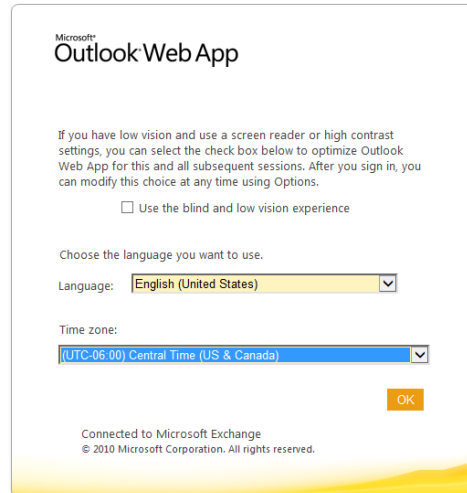 Microsoft®
Outlook Web App
If you have low vision and use a screen reader or high contrast
settings, you can select the check box below to optimize Outlook
Web App for this and all subsequent sessions. After you sign in, you
can modify this choice at any time using Options.
Use the blind and low vision experience
Choose the language you want to use.
Language: English (United States)
Time zone:
(UTC-06:00) Central Time (US & Canada)
OK
Connected to Microsoft Exchange
© 2010 Microsoft Corporation. All rights reserved.